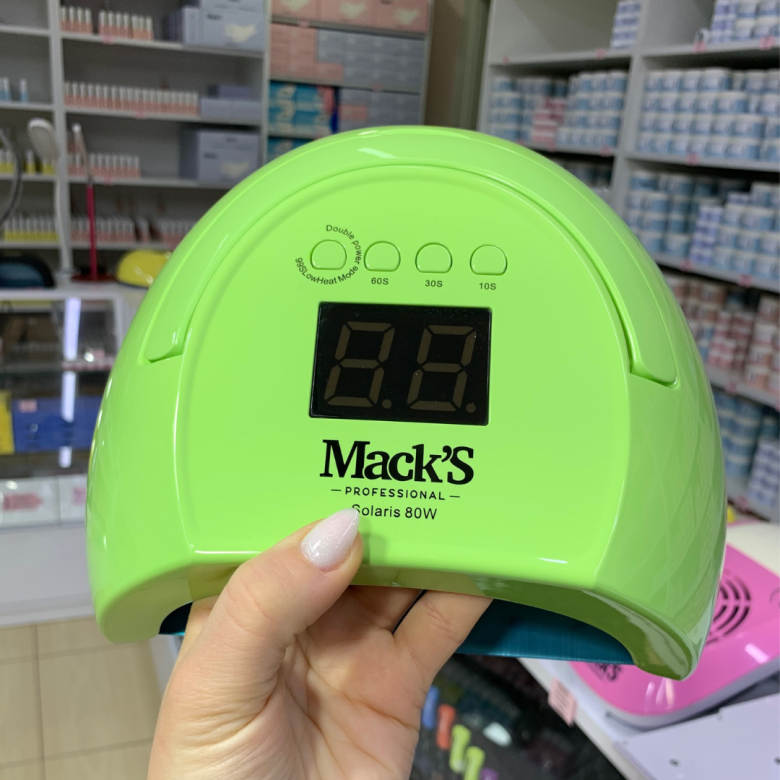 Double power
99SLowHeat Mode
60S
30S
10S
Mack'S
PROFESSIONAL
Solaris 80W